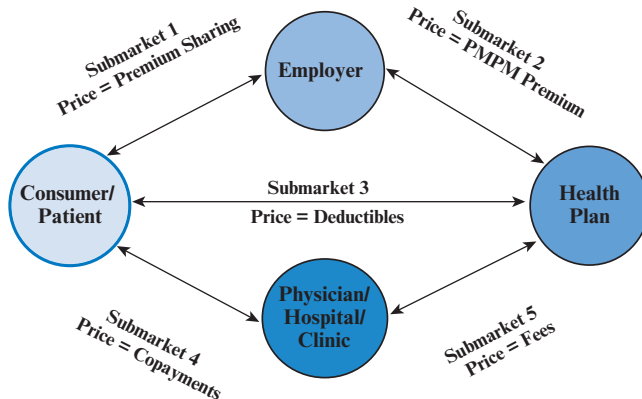 Submarket 1
Price = Premium Sharing
Employer
Submarket 2
Price = PMPM Premium
Consumer/
Patient
Submarket 3
Price = Deductibles
Health
Plan
Physician/
Hospital/
Clinic
Submarket 4
Price = Copayments
Submarket 5
Price = Fees